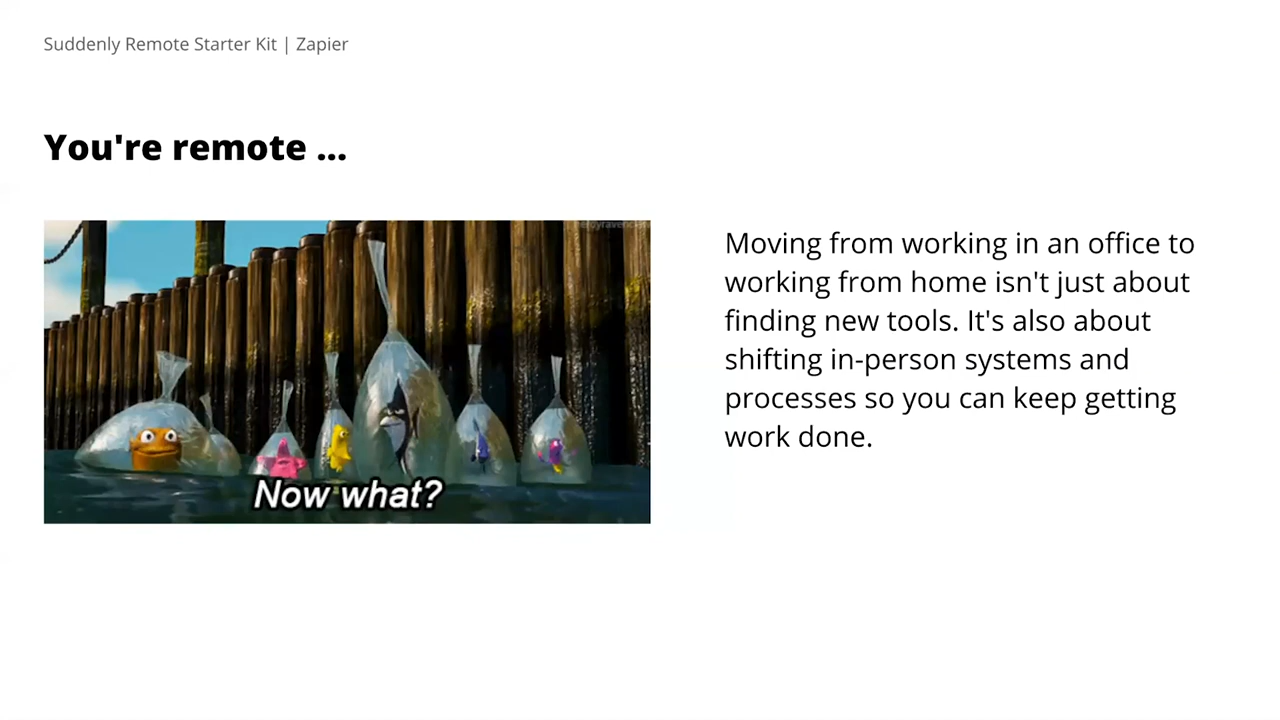 Suddenly Remote Starter Kit | Zapier
You're remote ...
Moving from working in an office to
working from home isn't just about
finding new tools. It's also about
shifting in-person systems and
processes so you can keep getting
work done.
Now what?